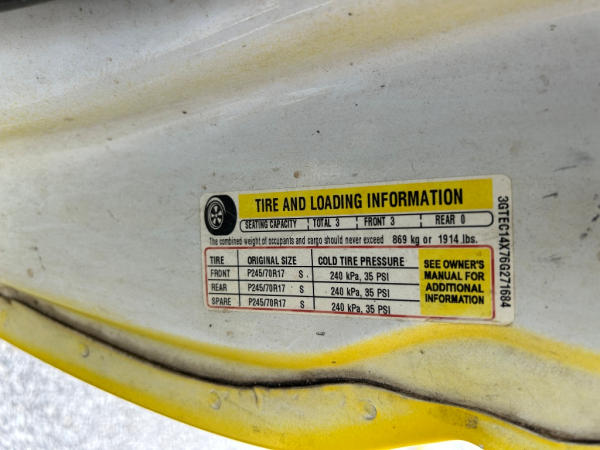 TIRE AND LOADING INFORMATION
SEATING CAPACITY TOTAL 3 FRONT 3 REAR 0
The combined weight of occupants and cargo should never exceed 869 kg or 1914 lbs.
TIRE ORIGINAL SIZE COLD TIRE PRESSURE
FRONT P245/70R17 S 240 kPa, 35 PSI
REAR P245/70R17 S 240 kPa, 35 PSI
SPARE P245/70R17 S 240 kPa, 35 PSI
SEE OWNER'S
MANUAL FOR
ADDITIONAL
INFORMATION
3GTEC14X76G271684